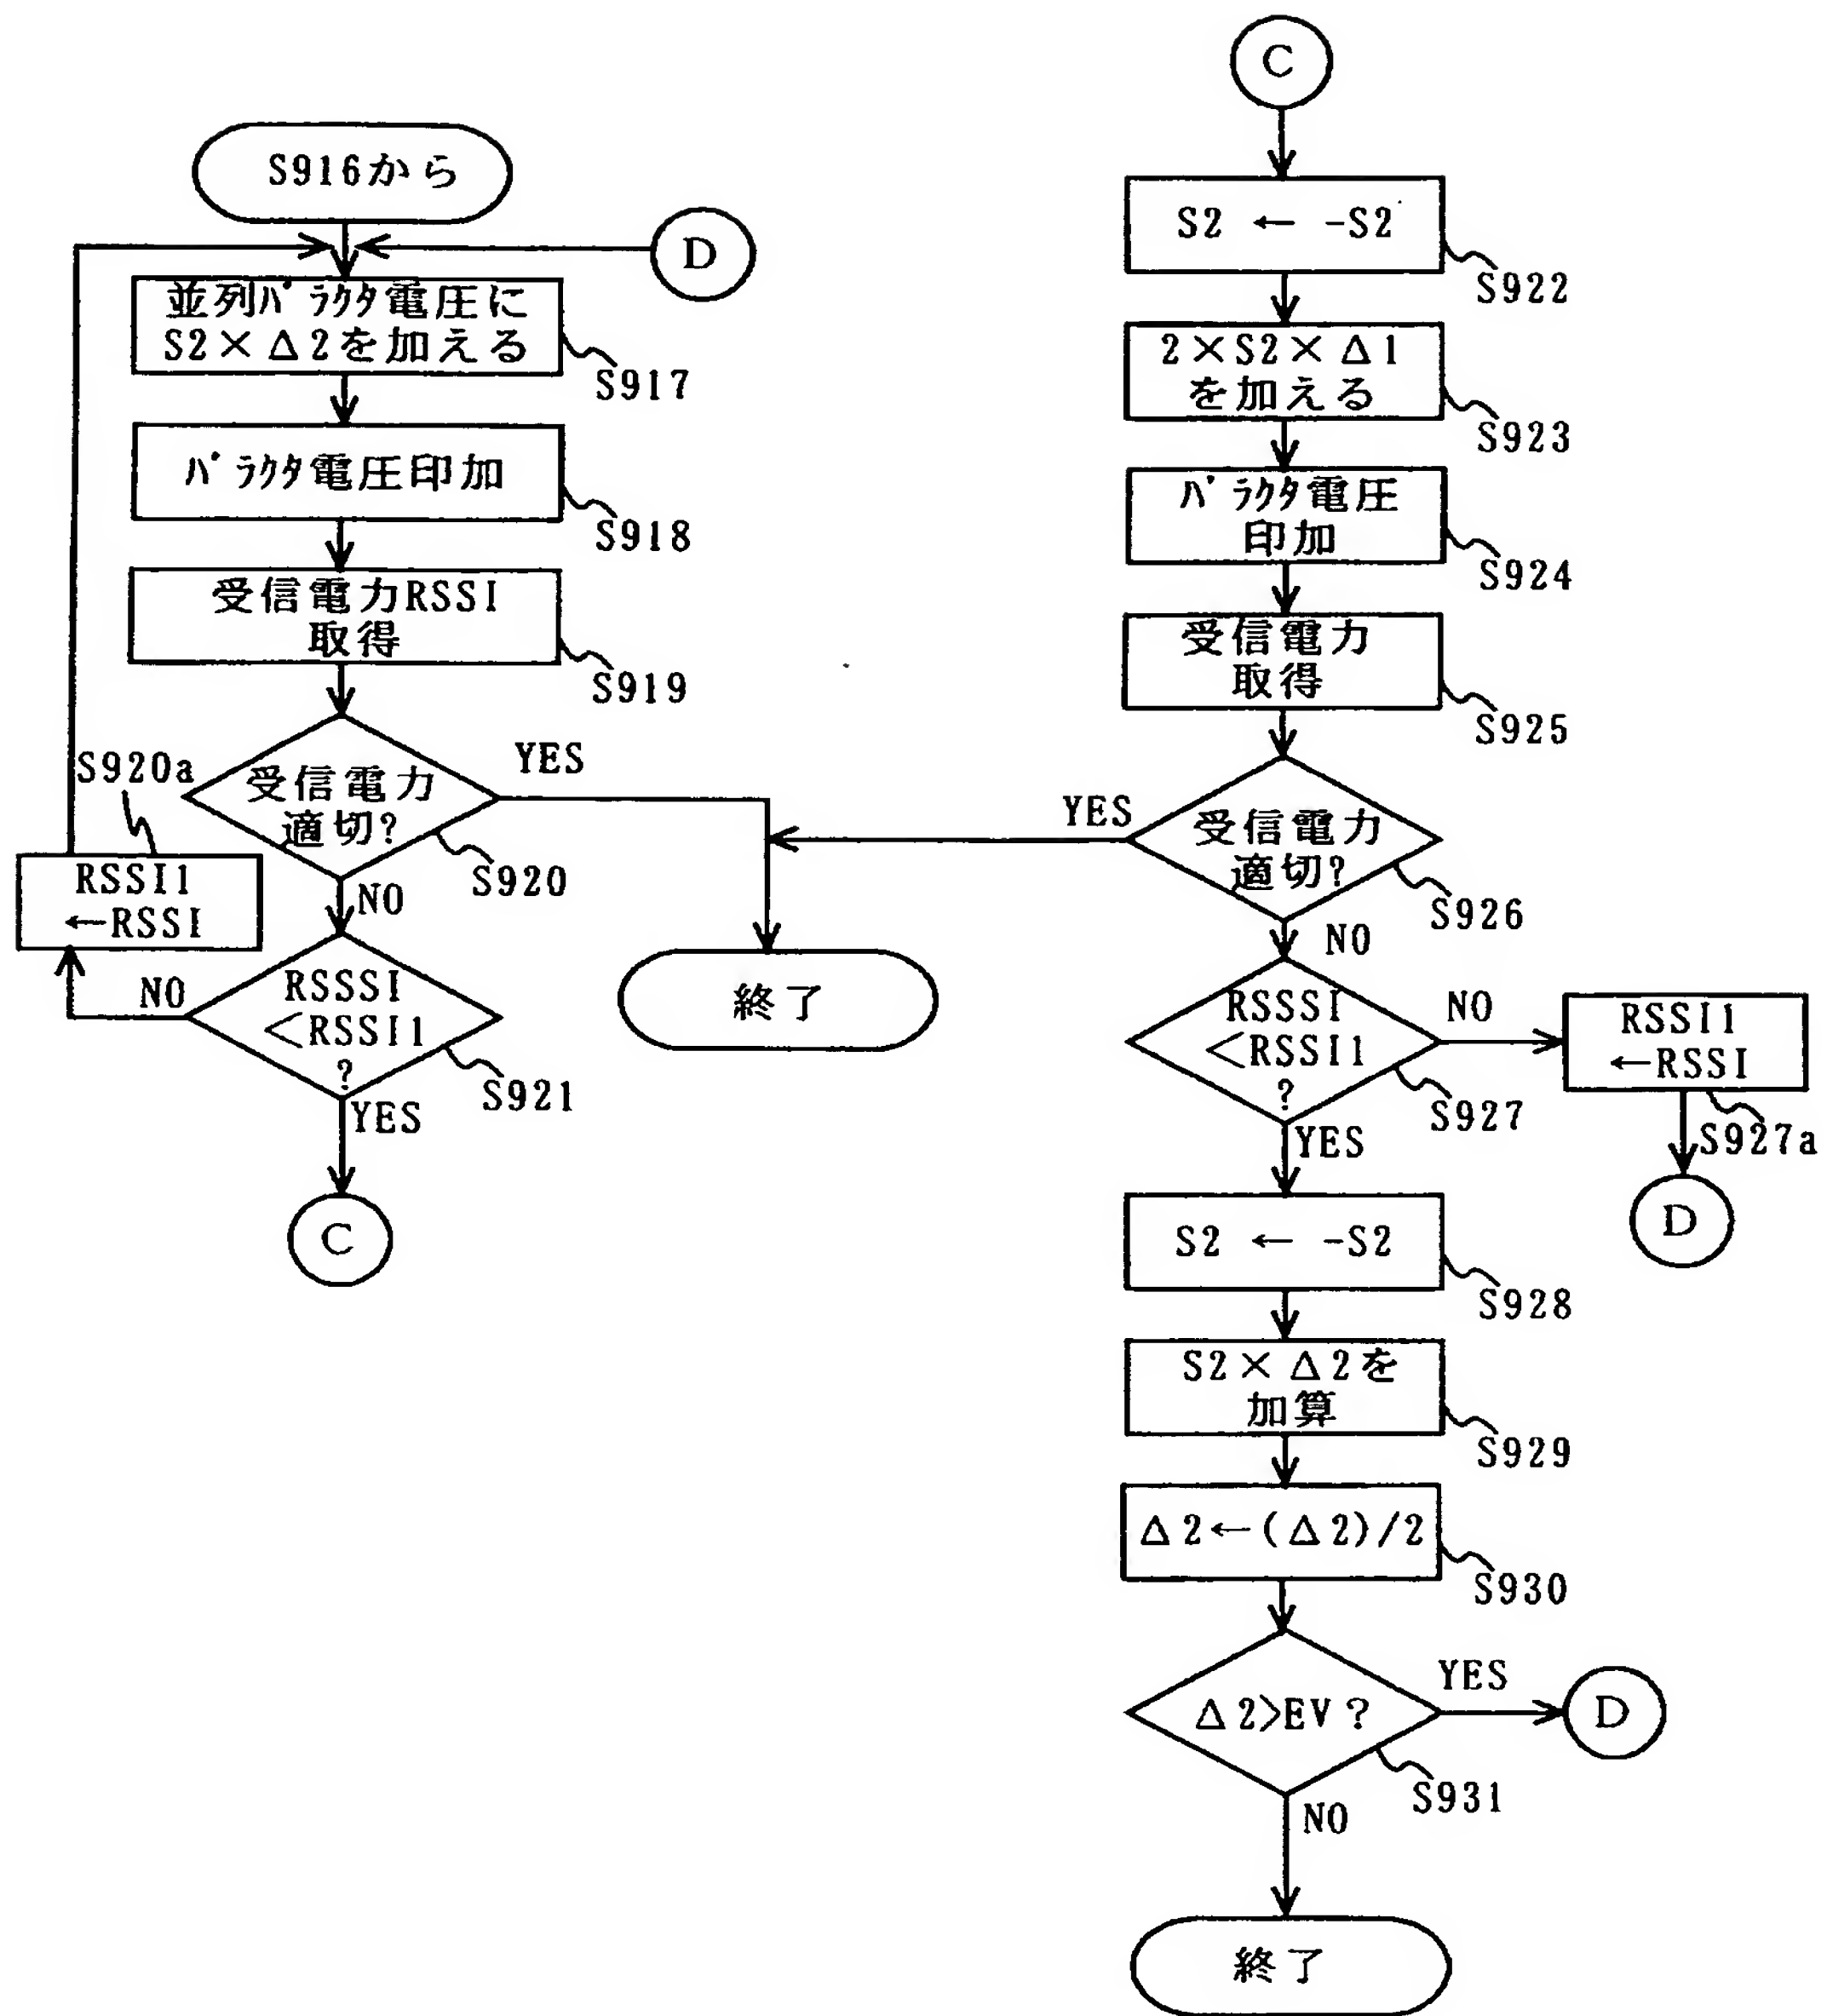 S916から
D
並列バラクタ電圧に
S2×Δ2を加える
S917
バラクタ電圧印加
S918
受信電力RSSI
取得
S919
受信電力
適切?
YES
S920
NO
S920a
RSSI1
←RSSI
RSSSI
<RSSI1
?
NO
S921
YES
C
終了
C
S2 ← -S2
S922
2×S2×Δ1
を加える
S923
バラクタ電圧
印加
S924
受信電力
取得
S925
受信電力
適切?
YES
S926
NO
RSSSI
<RSSI1
?
NO
S927
RSSI1
←RSSI
S927a
D
YES
S2 ← -S2
S928
S2×Δ2を
加算
S929
Δ2←(Δ2)/2
S930
Δ2>EV?
YES
D
S931
NO
終了